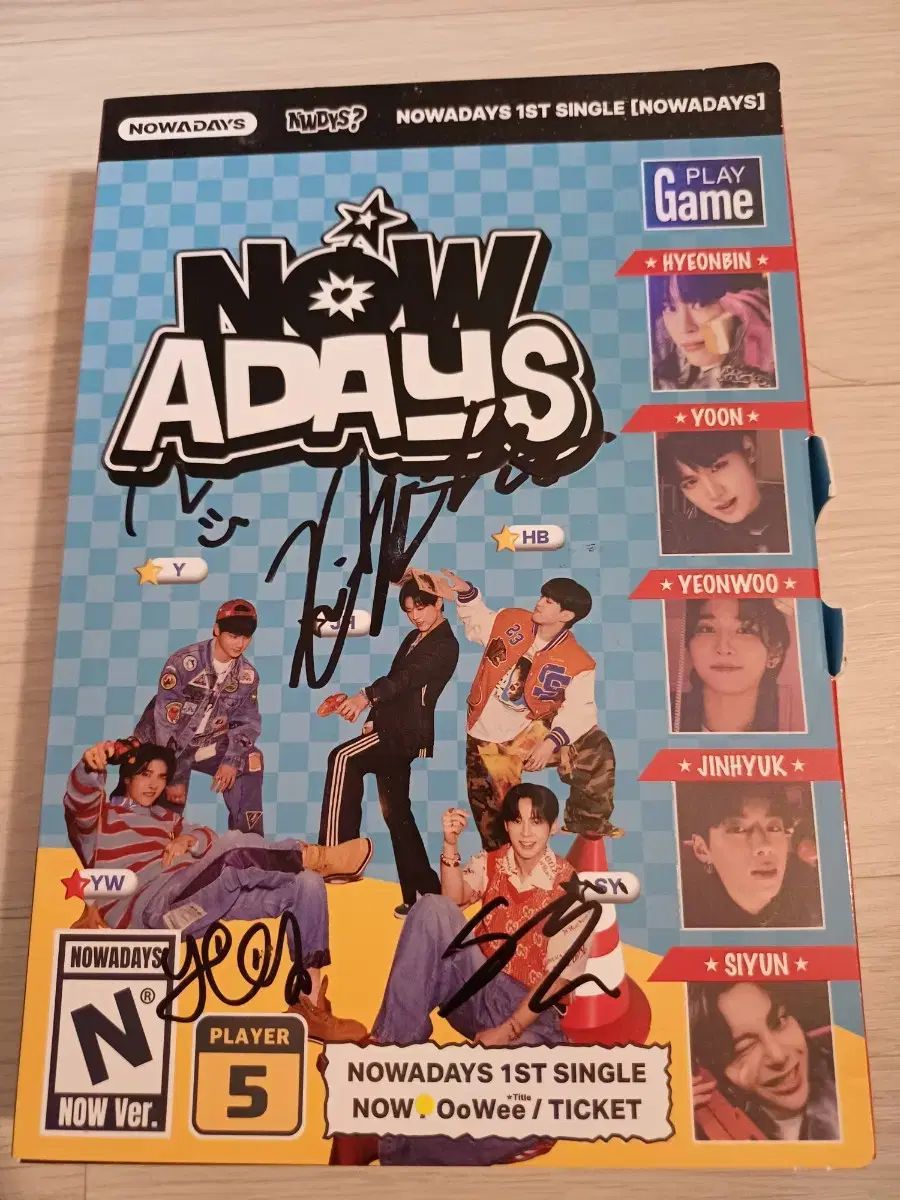 NOWADAYS
NWDYS?
NOWADAYS 1ST SINGLE [NOWADAYS]
PLAY
Game
NOW
ADAYS
★ HYEONBIN ★
★ YOON ★
★ YEONWOO ★
★ JINHYUK ★
★ SIYUN ★
Y
HB
JH
23
YW
SY
NOWADAYS
N®
NOW Ver.
PLAYER
5
NOWADAYS 1ST SINGLE
★Title
NOW OoWee / TICKET